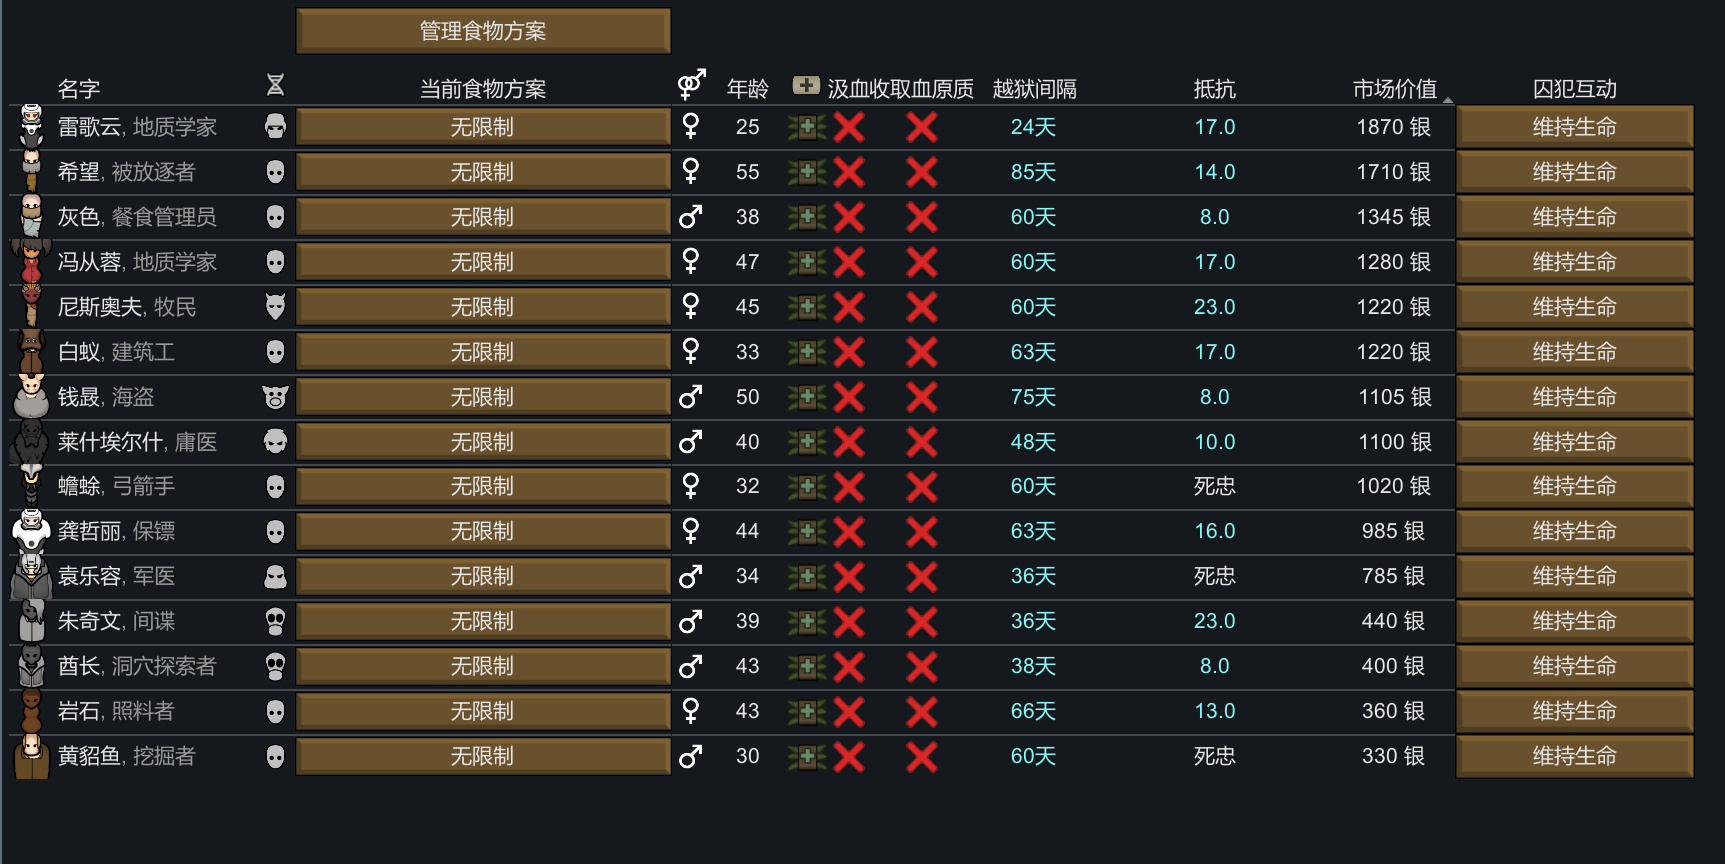 管理食物方案
名字 当前食物方案 年龄 汲血收取血原质 越狱间隔 抵抗 市场价值 囚犯互动
雷歌云, 地质学家 无限制 25 24天 17.0 1870 银 维持生命
希望, 被放逐者 无限制 55 85天 14.0 1710 银 维持生命
灰色, 餐食管理员 无限制 38 60天 8.0 1345 银 维持生命
冯从蓉, 地质学家 无限制 47 60天 17.0 1280 银 维持生命
尼斯奥夫, 牧民 无限制 45 60天 23.0 1220 银 维持生命
白蚁, 建筑工 无限制 33 63天 17.0 1220 银 维持生命
钱晸, 海盗 无限制 50 75天 8.0 1105 银 维持生命
莱什埃尔什, 庸医 无限制 40 48天 10.0 1100 银 维持生命
蟾蜍, 弓箭手 无限制 32 60天 死忠 1020 银 维持生命
龚哲丽, 保镖 无限制 44 63天 16.0 985 银 维持生命
袁乐容, 军医 无限制 34 36天 死忠 785 银 维持生命
朱奇文, 间谍 无限制 39 36天 23.0 440 银 维持生命
酋长, 洞穴探索者 无限制 43 38天 8.0 400 银 维持生命
岩石, 照料者 无限制 43 66天 13.0 360 银 维持生命
黄貂鱼, 挖掘者 无限制 30 60天 死忠 330 银 维持生命